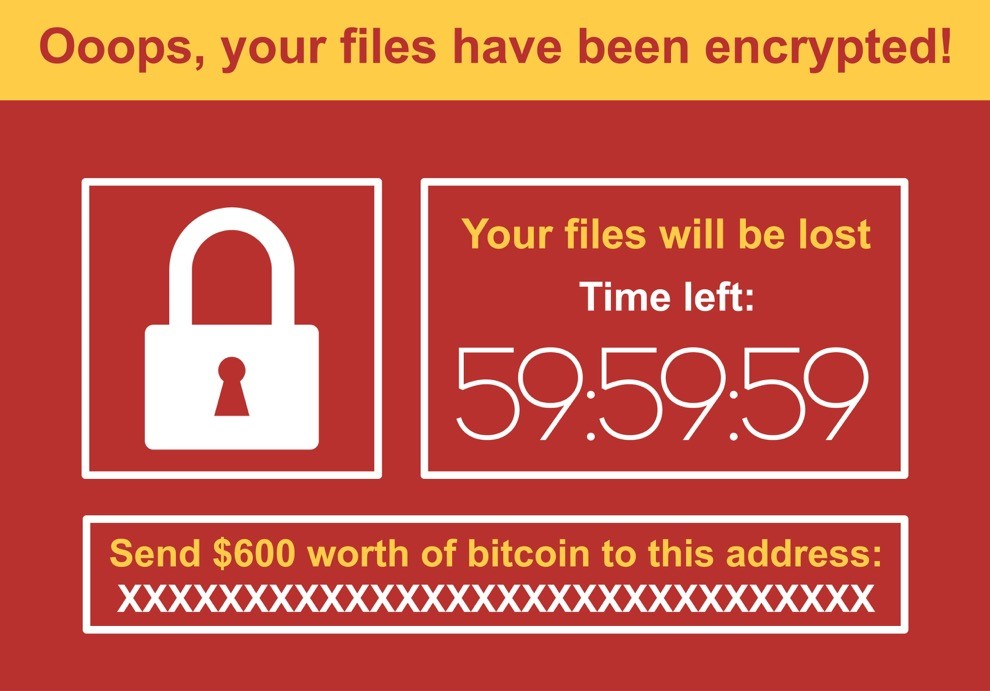 Ooops, your files have been encrypted!
Your files will be lost
Time left:
59:59:59
Send $600 worth of bitcoin to this address:
XXXXXXXXXXXXXXXXXXXXXXXXXXXXXX